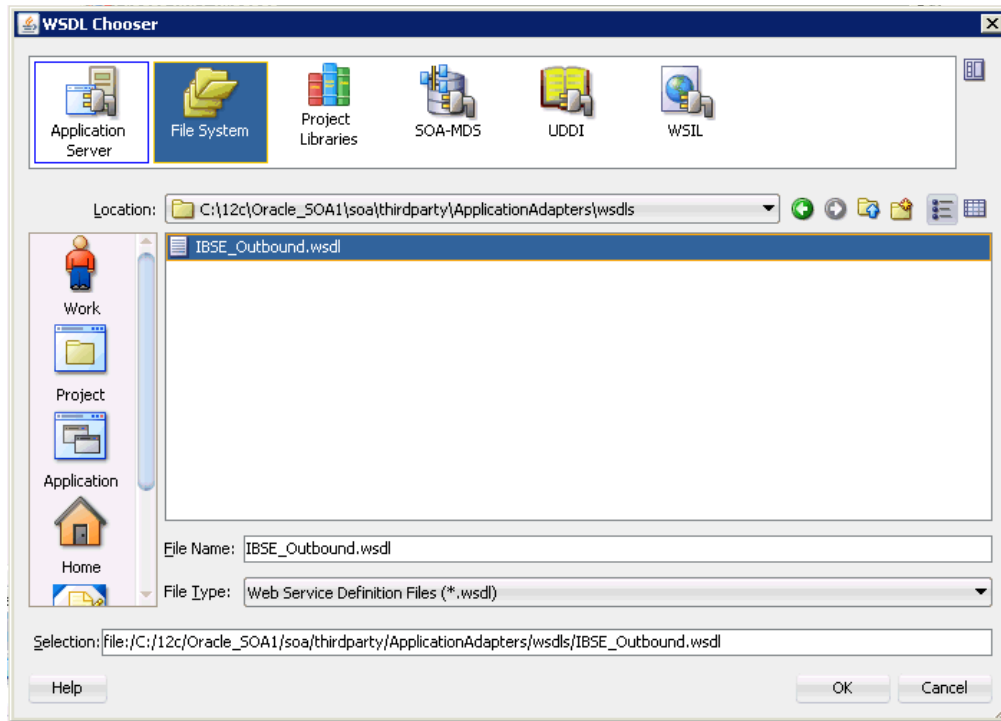 WSDL Chooser
Application
Server
File System
Project
Libraries
SOA-MDS
UDDI
WSIL
Location: C:\12c\Oracle_SOA1\soa\thirdparty\ApplicationAdapters\wsdls
IBSE_Outbound.wsdl
Work
Project
Application
Home
File Name: IBSE_Outbound.wsdl
File Type: Web Service Definition Files (*.wsdl)
Selection: file:/C:/12c/Oracle_SOA1/soa/thirdparty/ApplicationAdapters/wsdls/IBSE_Outbound.wsdl
Help
OK
Cancel